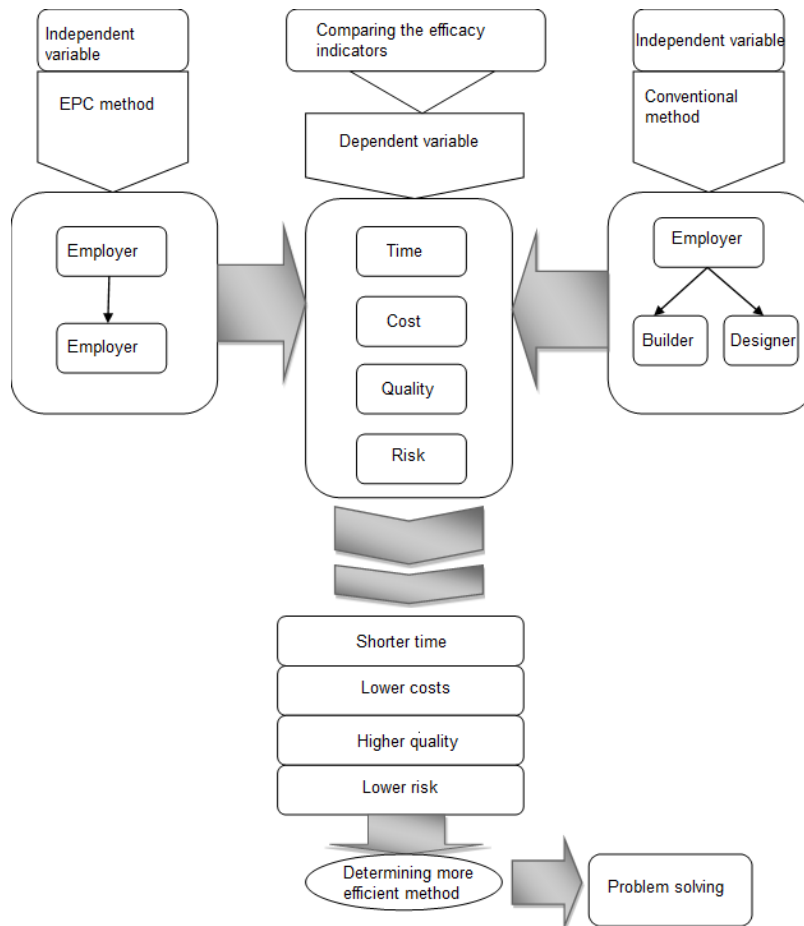 Independent
variable
Comparing the efficacy
indicators
Independent variable
EPC method
Dependent variable
Conventional
method
Employer
Employer
Time
Cost
Quality
Risk
Employer
Builder
Designer
Shorter time
Lower costs
Higher quality
Lower risk
Determining more
efficient method
Problem solving